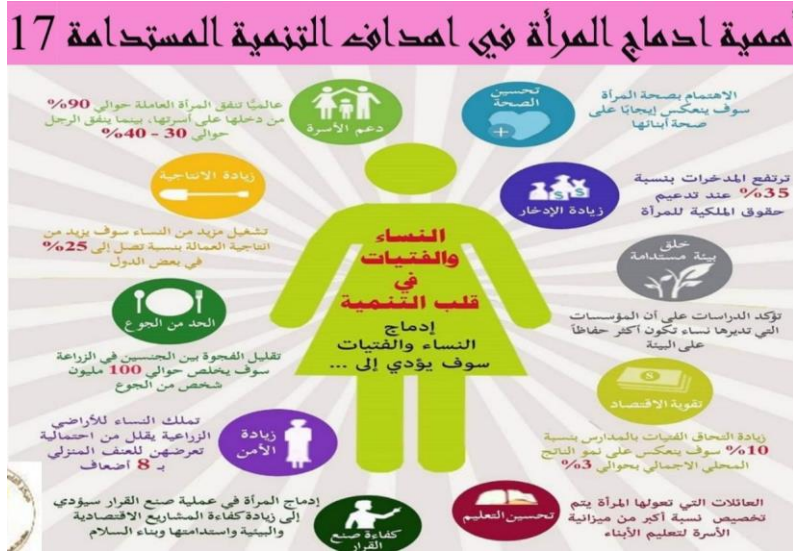 أهمية ادماج المرأة في اهداف التنمية المستدامة 17
تحسين
الصحة
الاهتمام بصحة المرأة
سوف ينعكس إيجابًا على
صحة أبنائها
زيادة الإدخار
ترتفع المدخرات بنسبة
35% عند تدعيم
حقوق الملكية للمرأة
خلق
بيئة مستدامة
تؤكد الدراسات على أن المؤسسات
التي تديرها نساء تكون أكثر حفاظاً
على البيئة
تقوية الاقتصاد
زيادة التحاق الفتيات بالمدارس بنسبة
10% سوف ينعكس على نمو الناتج
المحلي الاجمالي بحوالي 3%
تحسين التعليم
العائلات التي تعولها المرأة يتم
تخصيص نسبة أكبر من ميزانية
الأسرة لتعليم الأبناء
النساء
والفتيات
في
قلب التنمية
إدماج
النساء والفتيات
سوف يؤدي إلى ...
دعم الأسرة
عالميًا تنفق المرأة العاملة حوالي 90%
من دخلها على أسرتها، بينما ينفق الرجل
حوالي 30 - 40%
زيادة الانتاجية
تشغيل مزيد من النساء سوف يزيد من
انتاجية العمالة بنسبة تصل إلى 25%
في بعض الدول
الحد من الجوع
تقليل الفجوة بين الجنسين في الزراعة
سوف يخلص حوالي 100 مليون
شخص من الجوع
زيادة
الأمن
تملك النساء للأراضي
الزراعية يقلل من احتمالية
تعرضهن للعنف المنزلي
بـ 8 أضعاف
كفاءة صنع
القرار
إدماج المرأة في عملية صنع القرار سيؤدي
إلى زيادة كفاءة المشاريع الاقتصادية
والبيئية واستدامتها وبناء السلام